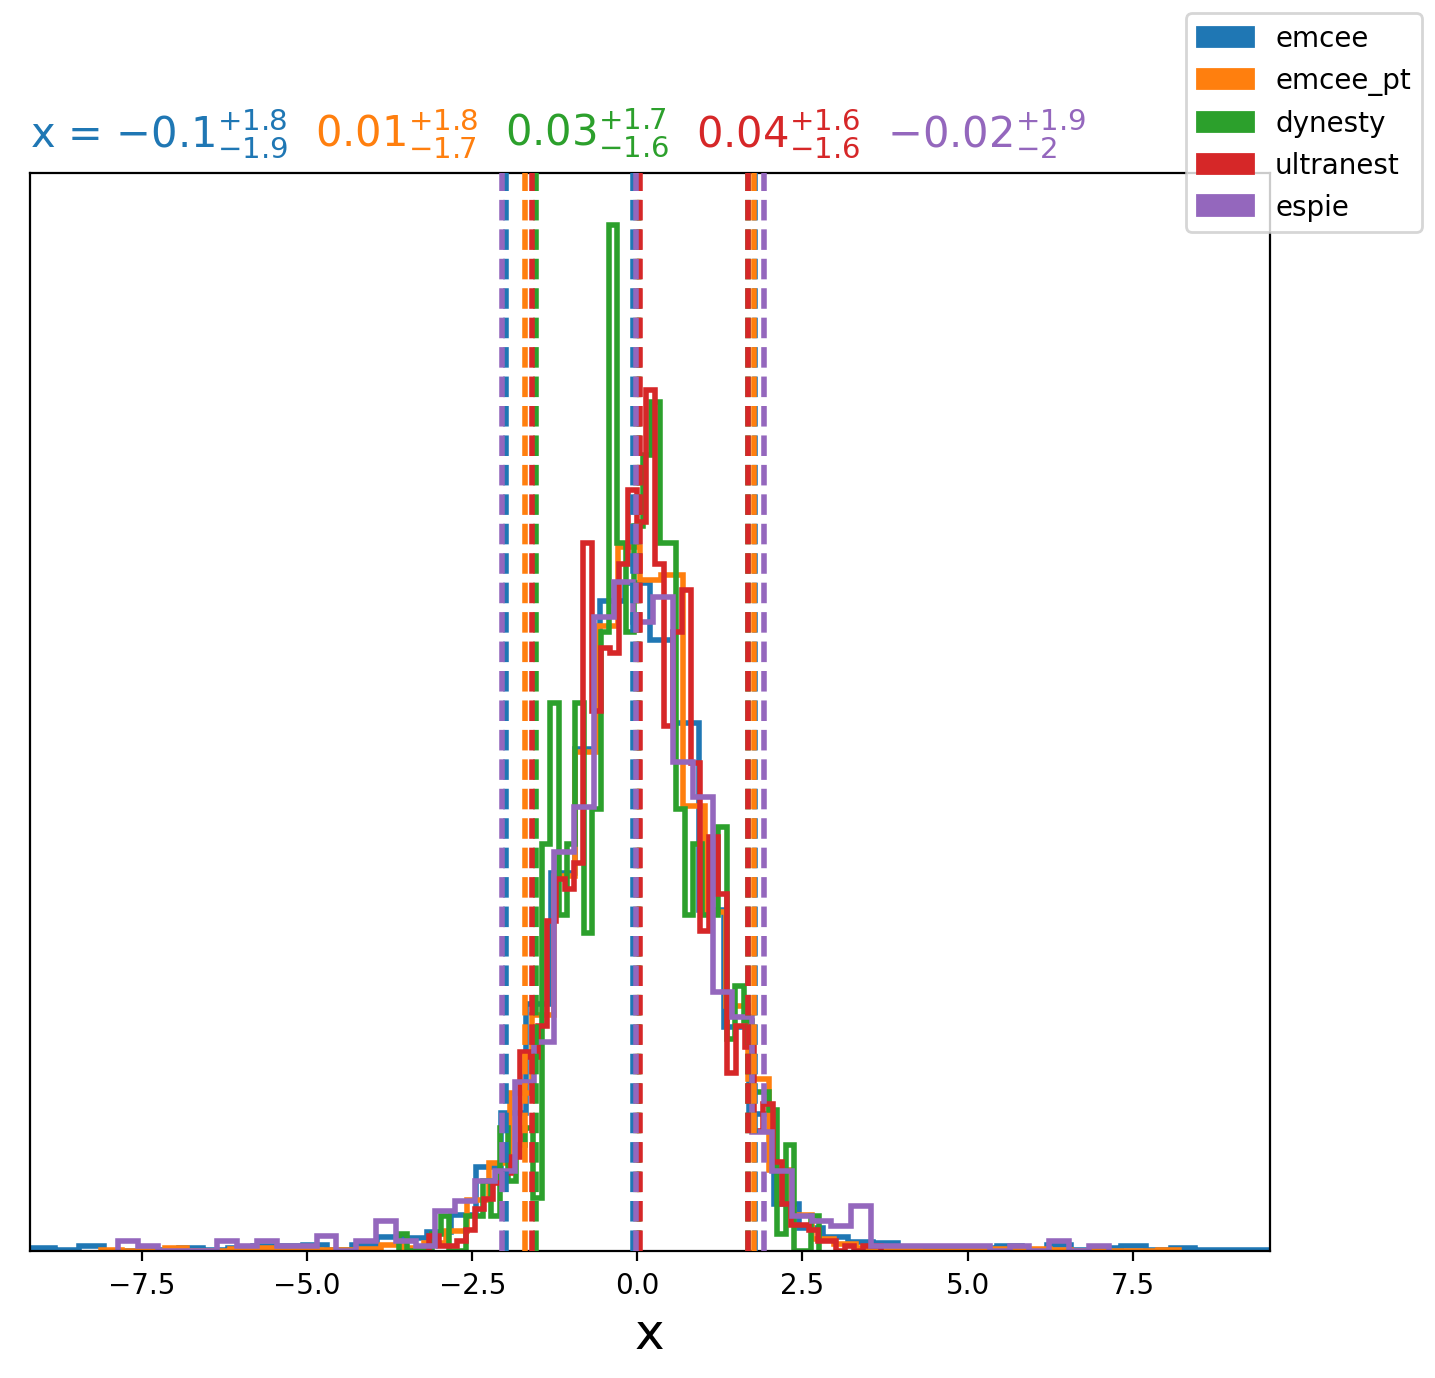 emcee
emcee_pt
dynesty
ultranest
espie
x = −0.1+1.8−1.9 0.01+1.8−1.7 0.03+1.7−1.6 0.04+1.6−1.6 −0.02+1.9−2
−7.5 −5.0 −2.5 0.0 2.5 5.0 7.5
x